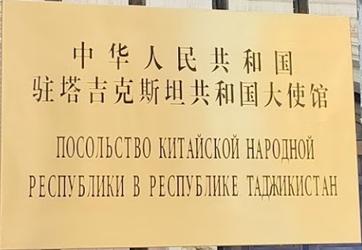 中华人民共和国
驻塔吉克斯坦共和国大使馆
ПОСОЛЬСТВО КИТАЙСКОЙ НАРОДНОЙ
РЕСПУБЛИКИ В РЕСПУБЛИКЕ ТАДЖИКИСТАН